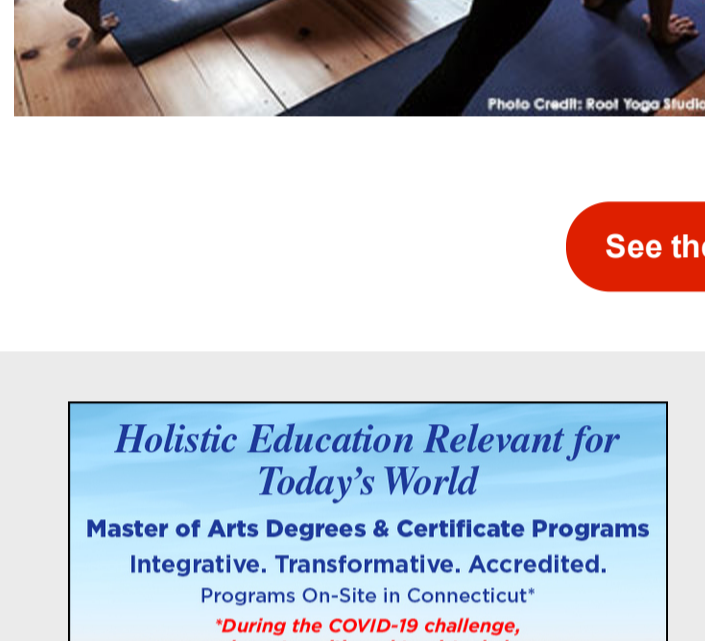 Photo Credit: Root Yoga Studio
See the
Holistic Education Relevant for
Today's World
Master of Arts Degrees & Certificate Programs
Integrative. Transformative. Accredited.
Programs On-Site in Connecticut*
*During the COVID-19 challenge,